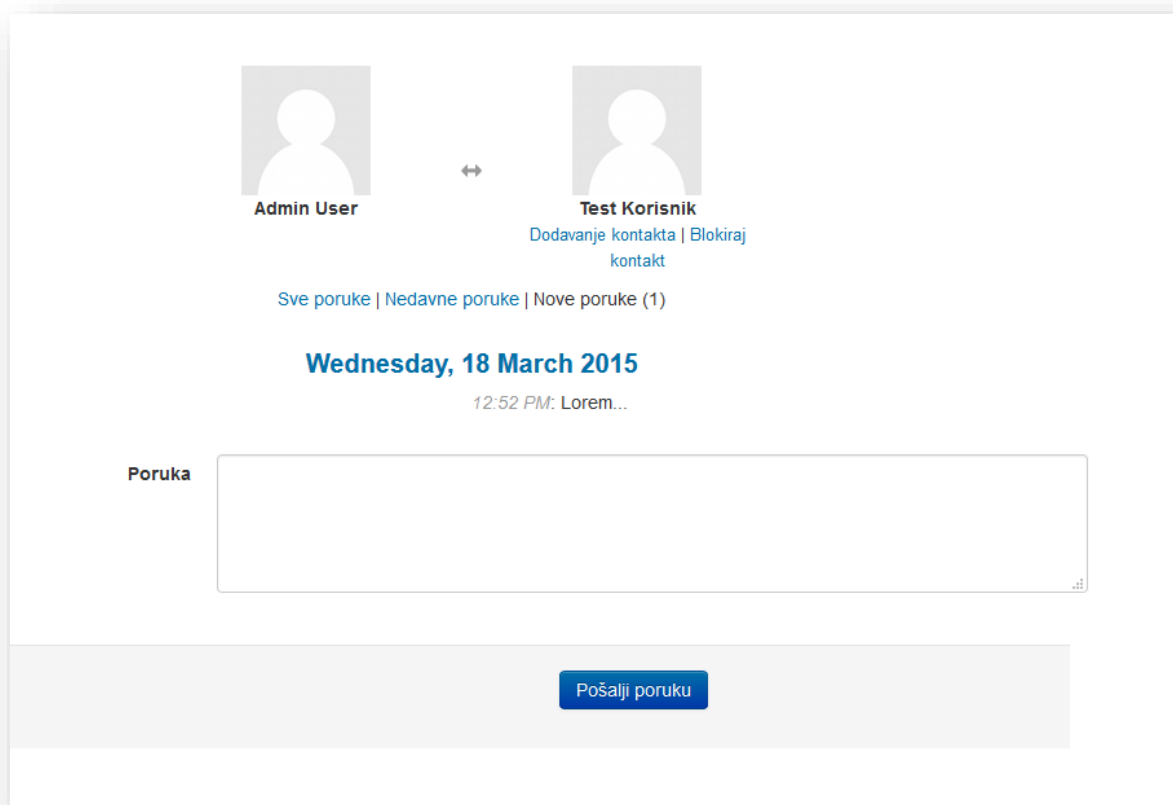 Admin User
Test Korisnik
Dodavanje kontakta | Blokiraj
kontakt
Sve poruke | Nedavne poruke | Nove poruke (1)
Wednesday, 18 March 2015
12:52 PM: Lorem...
Poruka
Pošalji poruku